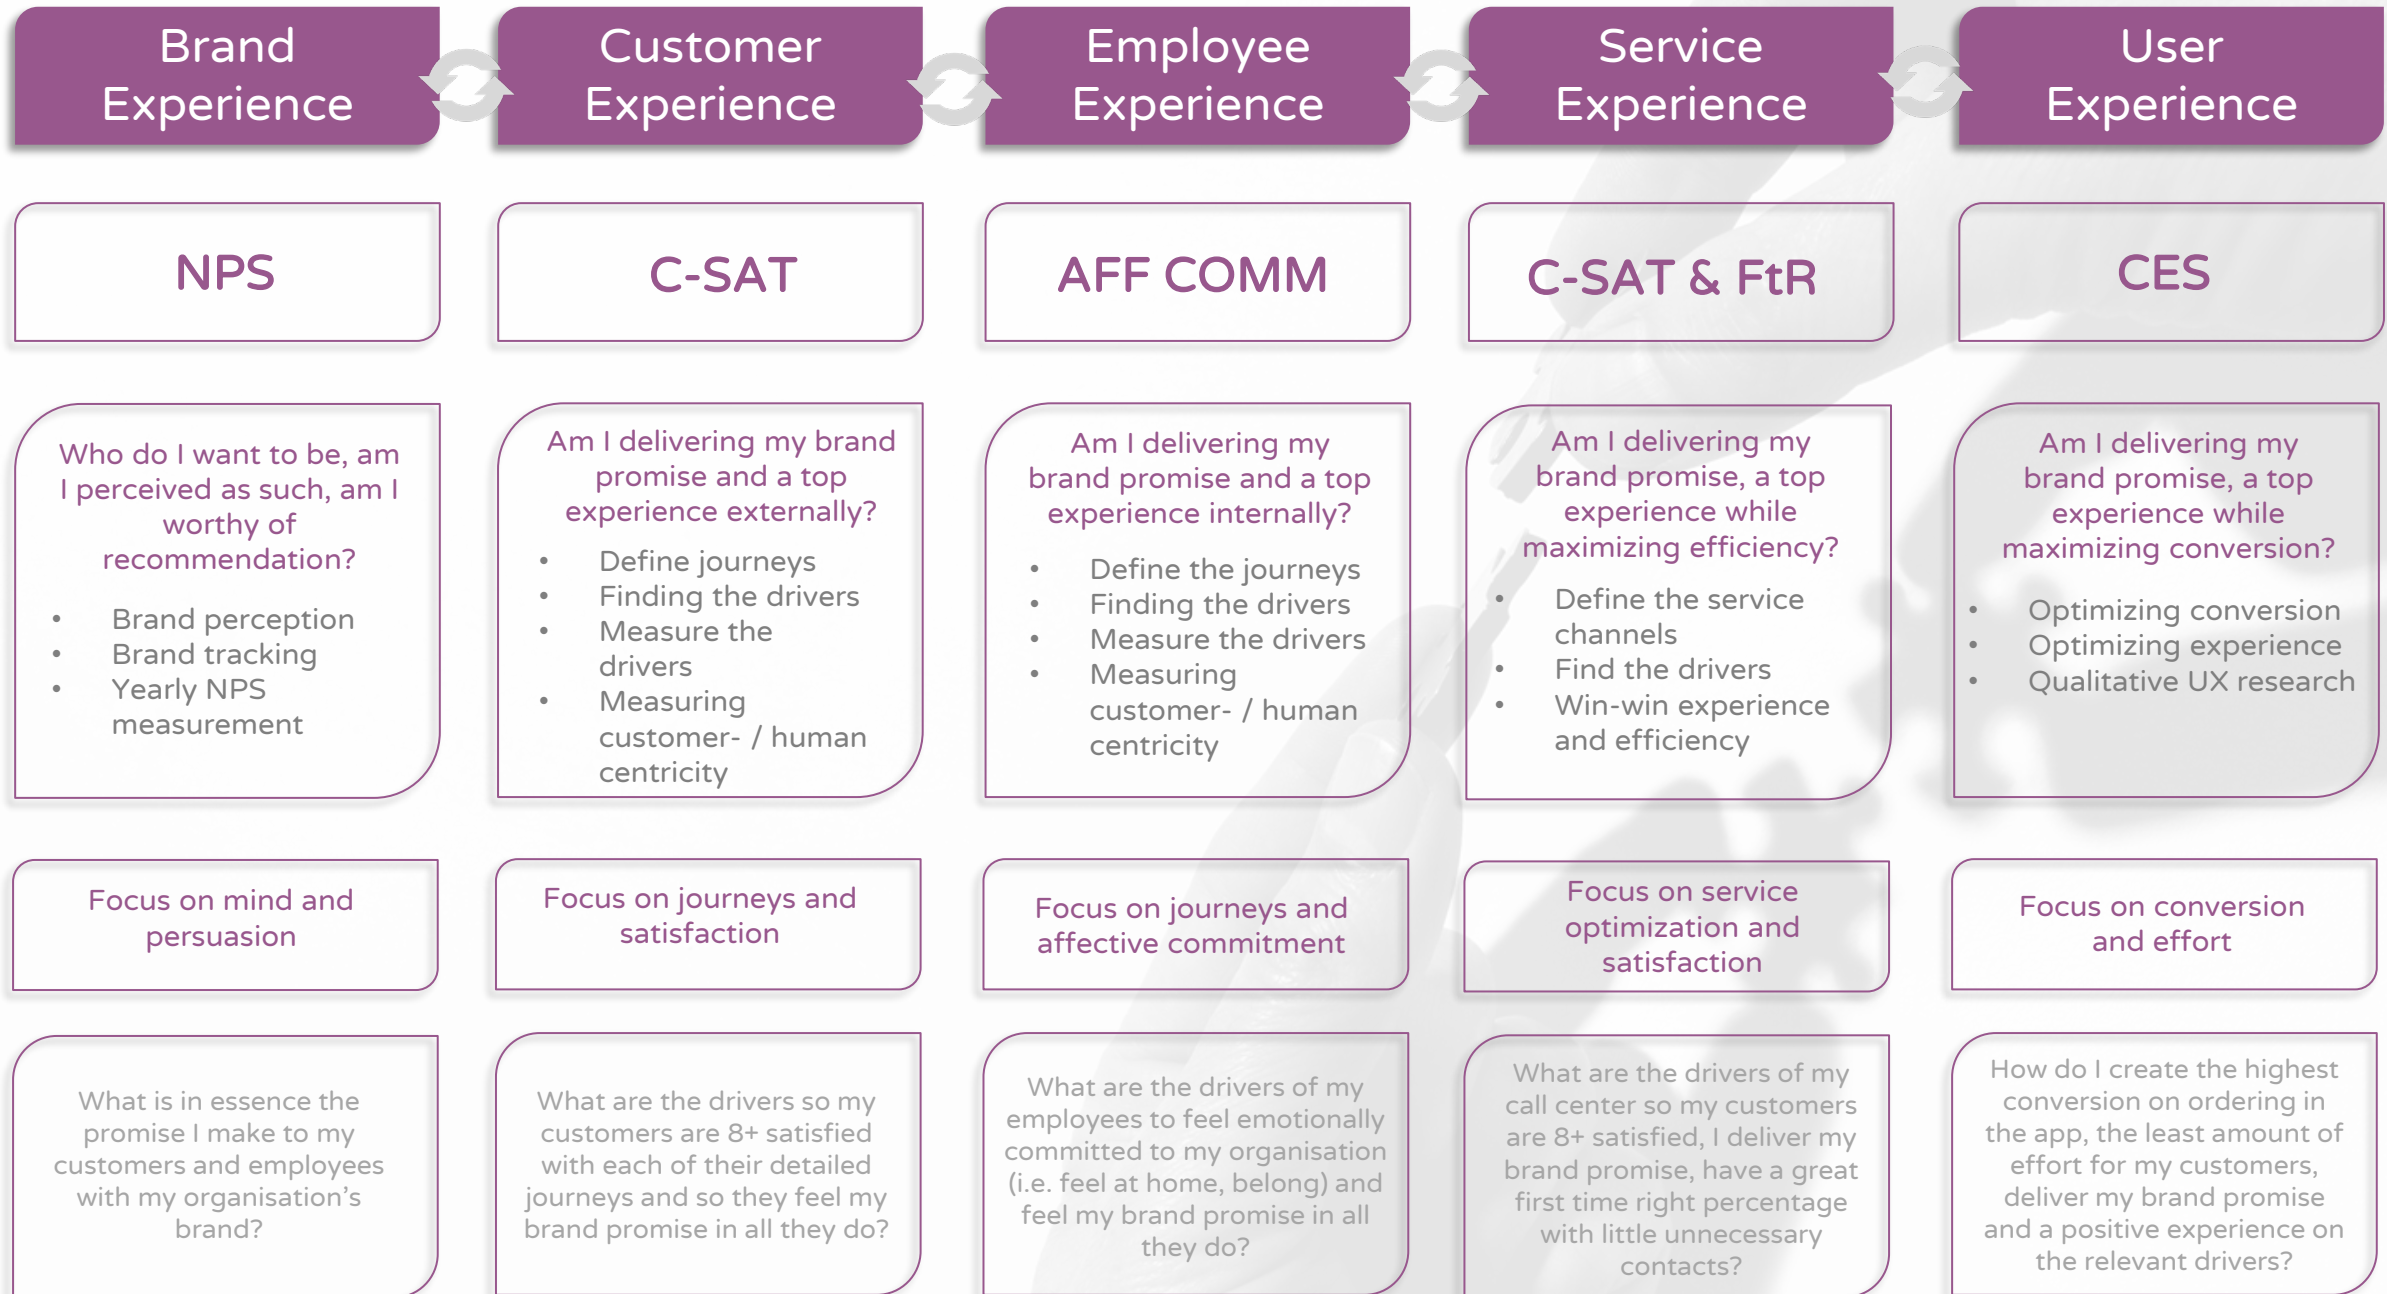 Brand
Experience
Customer
Experience
Employee
Experience
Service
Experience
User
Experience
NPS
C-SAT
AFF COMM
C-SAT & FtR
CES
Who do I want to be, am
I perceived as such, am I
worthy of
recommendation?
• Brand perception
• Brand tracking
• Yearly NPS
measurement
Am I delivering my brand
promise and a top
experience externally?
• Define journeys
• Finding the drivers
• Measure the
drivers
• Measuring
customer- / human
centricity
Am I delivering my
brand promise and a top
experience internally?
• Define the journeys
• Finding the drivers
• Measure the drivers
• Measuring
customer- / human
centricity
Am I delivering my
brand promise, a top
experience while
maximizing efficiency?
• Define the service
channels
• Find the drivers
• Win-win experience
and efficiency
Am I delivering my
brand promise, a top
experience while
maximizing conversion?
• Optimizing conversion
• Optimizing experience
• Qualitative UX research
Focus on mind and
persuasion
Focus on journeys and
satisfaction
Focus on journeys and
affective commitment
Focus on service
optimization and
satisfaction
Focus on conversion
and effort
What is in essence the
promise I make to my
customers and employees
with my organisation’s
brand?
What are the drivers so my
customers are 8+ satisfied
with each of their detailed
journeys and so they feel my
brand promise in all they do?
What are the drivers of my
employees to feel emotionally
committed to my organisation
(i.e. feel at home, belong) and
feel my brand promise in all
they do?
What are the drivers of my
call center so my customers
are 8+ satisfied, I deliver my
brand promise, have a great
first time right percentage
with little unnecessary
contacts?
How do I create the highest
conversion on ordering in
the app, the least amount of
effort for my customers,
deliver my brand promise
and a positive experience on
the relevant drivers?